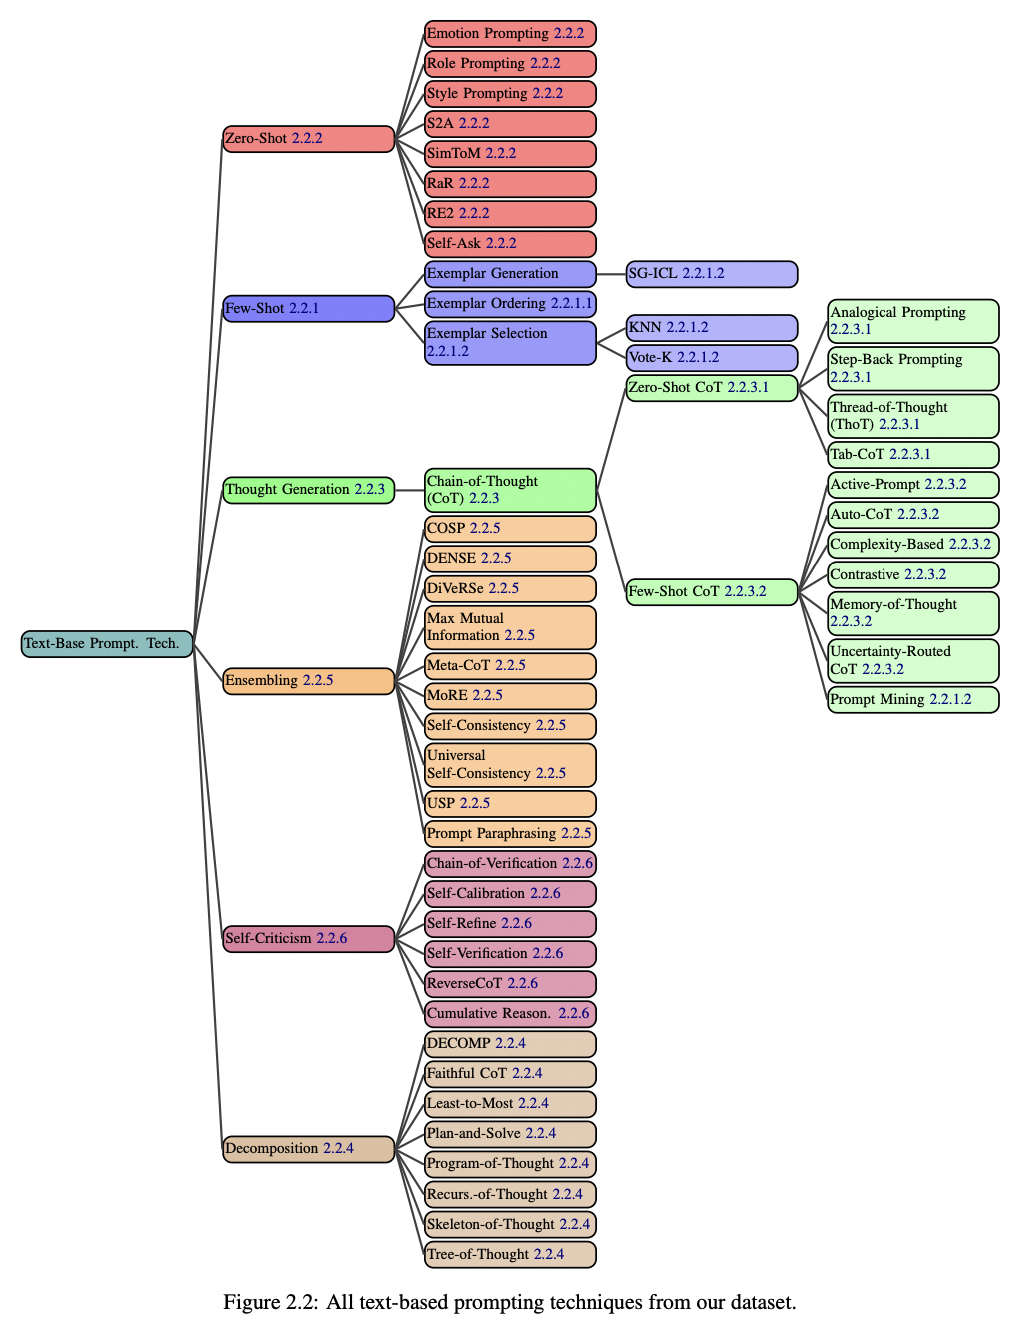 Emotion Prompting 2.2.2
Role Prompting 2.2.2
Style Prompting 2.2.2
S2A 2.2.2
Zero-Shot 2.2.2
SimToM 2.2.2
RaR 2.2.2
RE2 2.2.2
Self-Ask 2.2.2
Exemplar Generation
SG-ICL 2.2.1.2
Few-Shot 2.2.1
Exemplar Ordering 2.2.1.1
Exemplar Selection
2.2.1.2
KNN 2.2.1.2
Vote-K 2.2.1.2
Analogical Prompting
2.2.3.1
Step-Back Prompting
2.2.3.1
Zero-Shot CoT 2.2.3.1
Thread-of-Thought
(ThoT) 2.2.3.1
Tab-CoT 2.2.3.1
Thought Generation 2.2.3
Chain-of-Thought
(CoT) 2.2.3
Active-Prompt 2.2.3.2
Auto-CoT 2.2.3.2
Complexity-Based 2.2.3.2
Contrastive 2.2.3.2
Few-Shot CoT 2.2.3.2
Memory-of-Thought
2.2.3.2
Uncertainty-Routed
CoT 2.2.3.2
Prompt Mining 2.2.1.2
COSP 2.2.5
DENSE 2.2.5
DiVeRSe 2.2.5
Max Mutual
Information 2.2.5
Text-Base Prompt. Tech.
Meta-CoT 2.2.5
Ensembling 2.2.5
MoRE 2.2.5
Self-Consistency 2.2.5
Universal
Self-Consistency 2.2.5
USP 2.2.5
Prompt Paraphrasing 2.2.5
Chain-of-Verification 2.2.6
Self-Calibration 2.2.6
Self-Refine 2.2.6
Self-Criticism 2.2.6
Self-Verification 2.2.6
ReverseCoT 2.2.6
Cumulative Reason. 2.2.6
DECOMP 2.2.4
Faithful CoT 2.2.4
Least-to-Most 2.2.4
Plan-and-Solve 2.2.4
Decomposition 2.2.4
Program-of-Thought 2.2.4
Recurs.-of-Thought 2.2.4
Skeleton-of-Thought 2.2.4
Tree-of-Thought 2.2.4
Figure 2.2: All text-based prompting techniques from our dataset.